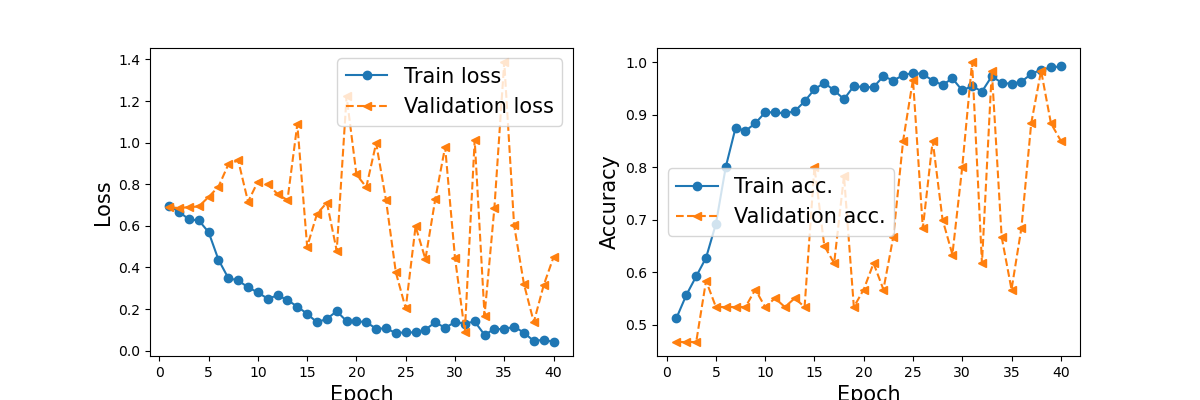 1.4
1.2
1.0
0.8
0.6
0.4
0.2
0.0
Loss
Train loss
Validation loss
0 5 10 15 20 25 30 35 40
Epoch
1.0
0.9
0.8
0.7
0.6
0.5
Accuracy
Train acc.
Validation acc.
0 5 10 15 20 25 30 35 40
Epoch